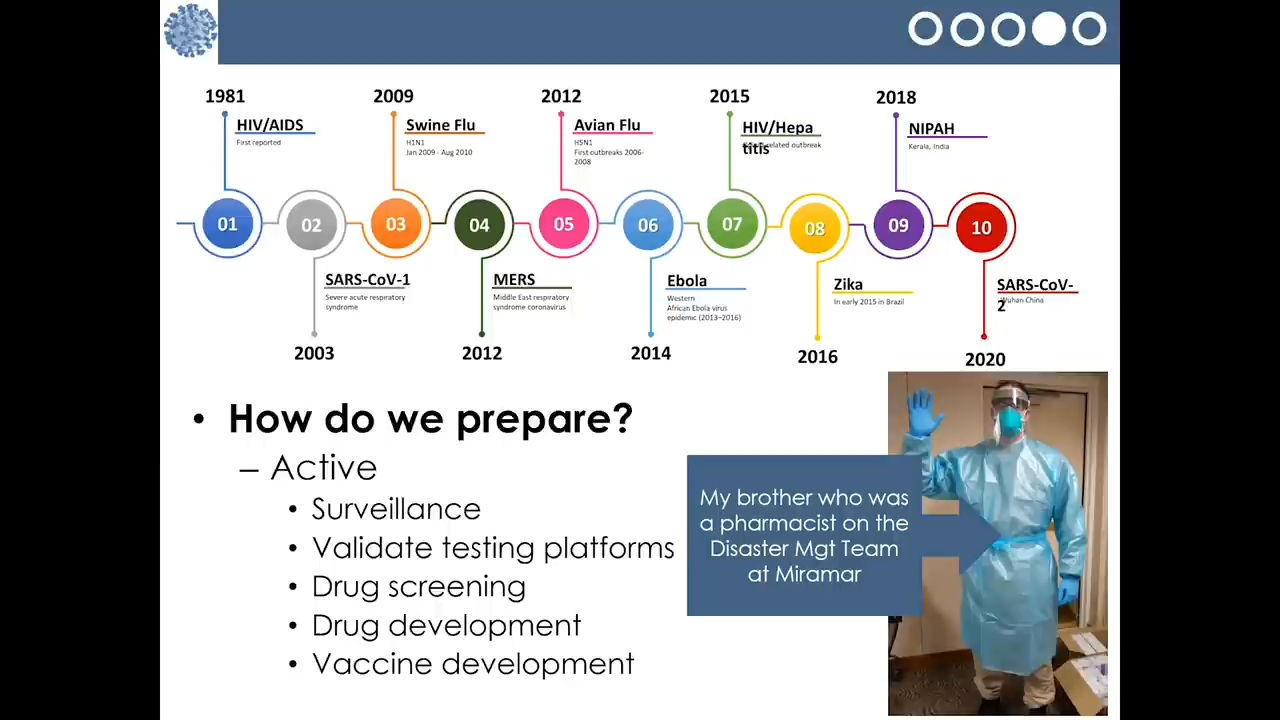 1981
2009
2012
2015
2018
HIV/AIDS
First reported
Swine Flu
H1N1
Jan 2009 - Aug 2010
Avian Flu
H5N1
First outbreaks 2006-
2008
HIV/Hepa
titis
related outbreak
NIPAH
Kerala, India
01
02
03
04
05
06
07
08
09
10
SARS-CoV-1
Severe acute respiratory
syndrome
MERS
Middle East respiratory
syndrome coronavirus
Ebola
Western
African Ebola virus
epidemic (2013–2016)
Zika
In early 2015 in Brazil
SARS-CoV-
2
Wuhan China
2003
2012
2014
2016
2020
• How do we prepare?
– Active
• Surveillance
• Validate testing platforms
• Drug screening
• Drug development
• Vaccine development
My brother who was
a pharmacist on the
Disaster Mgt Team
at Miramar